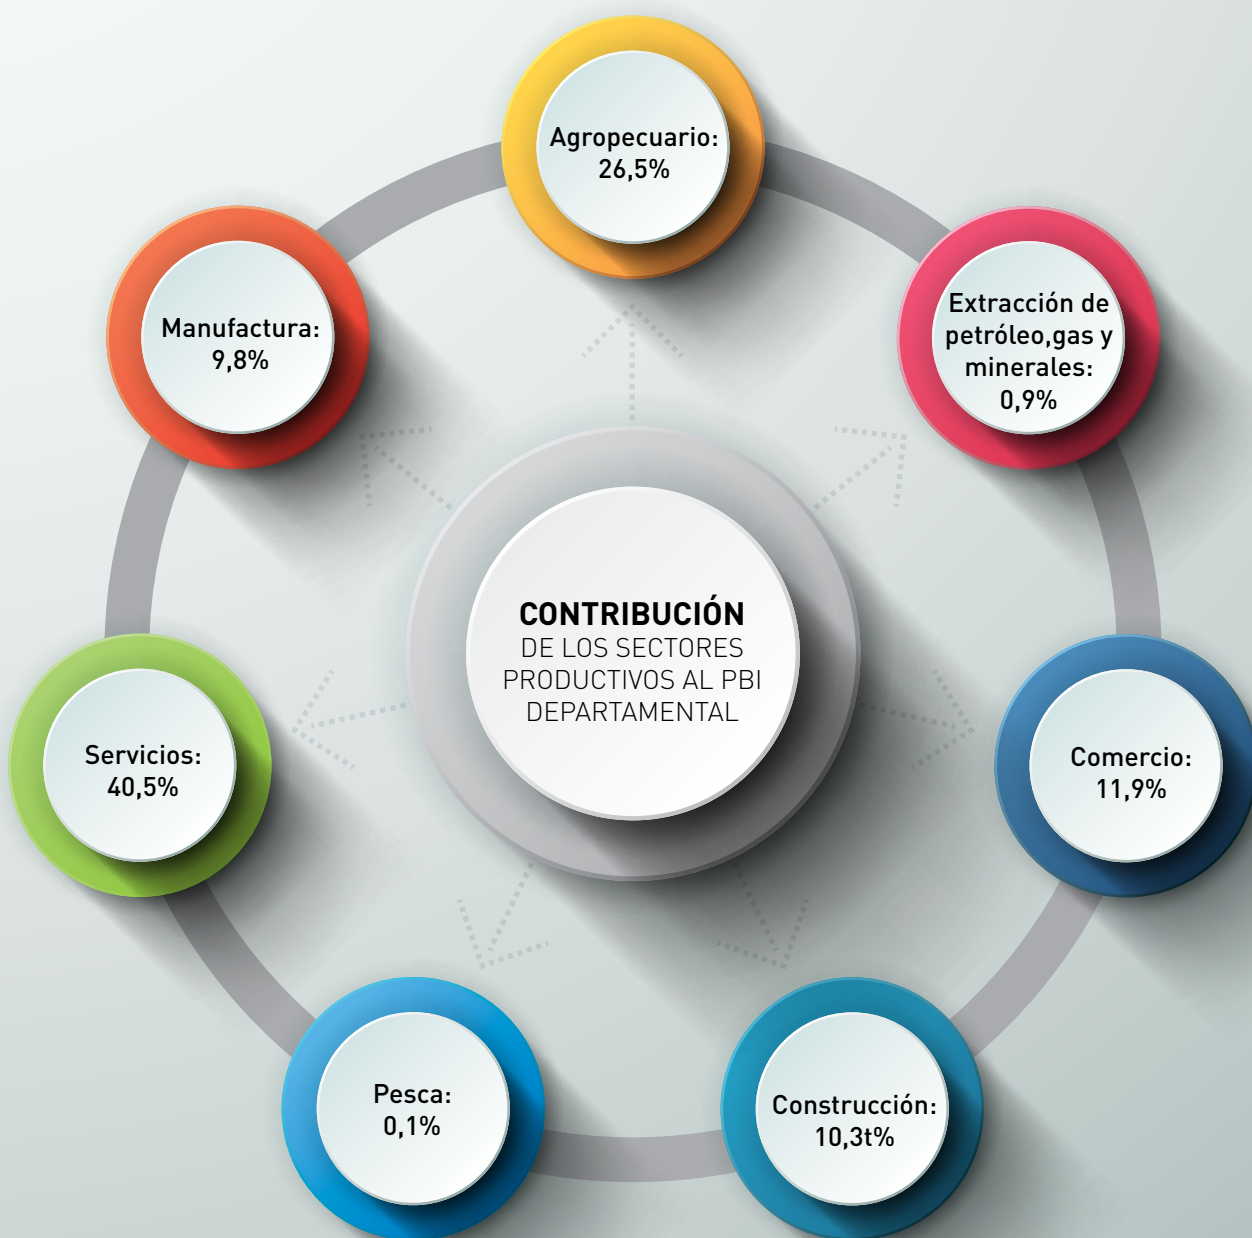 Agropecuario:
26,5%
Extracción de
petróleo,gas y
minerales:
0,9%
Manufactura:
9,8%
CONTRIBUCIÓN
DE LOS SECTORES
PRODUCTIVOS AL PBI
DEPARTAMENTAL
Servicios:
40,5%
Comercio:
11,9%
Pesca:
0,1%
Construcción:
10,3t%